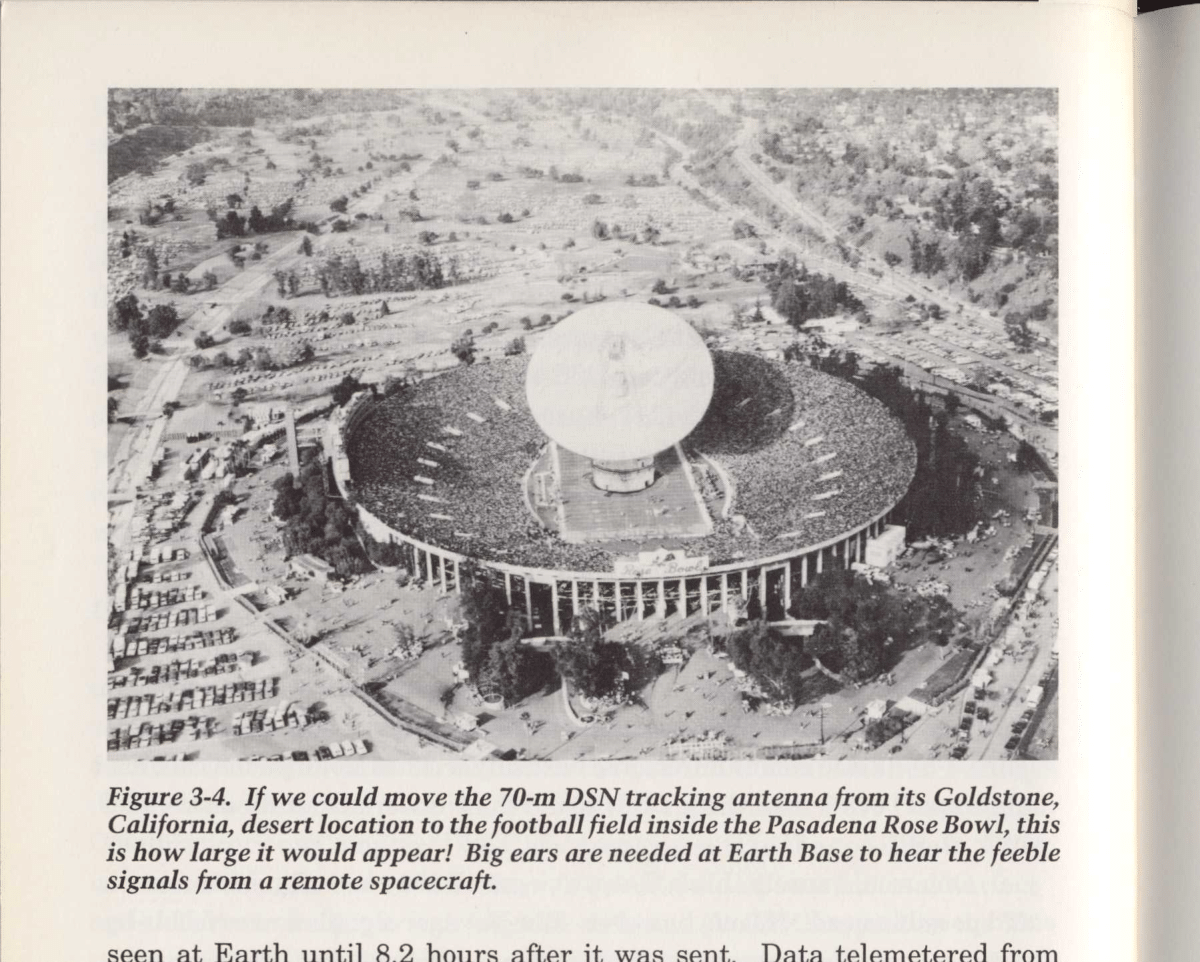 Rose Bowl
Figure 3-4. If we could move the 70-m DSN tracking antenna from its Goldstone,
California, desert location to the football field inside the Pasadena Rose Bowl, this
is how large it would appear! Big ears are needed at Earth Base to hear the feeble
signals from a remote spacecraft.
seen at Earth until 8.2 hours after it was sent. Data telemetered from